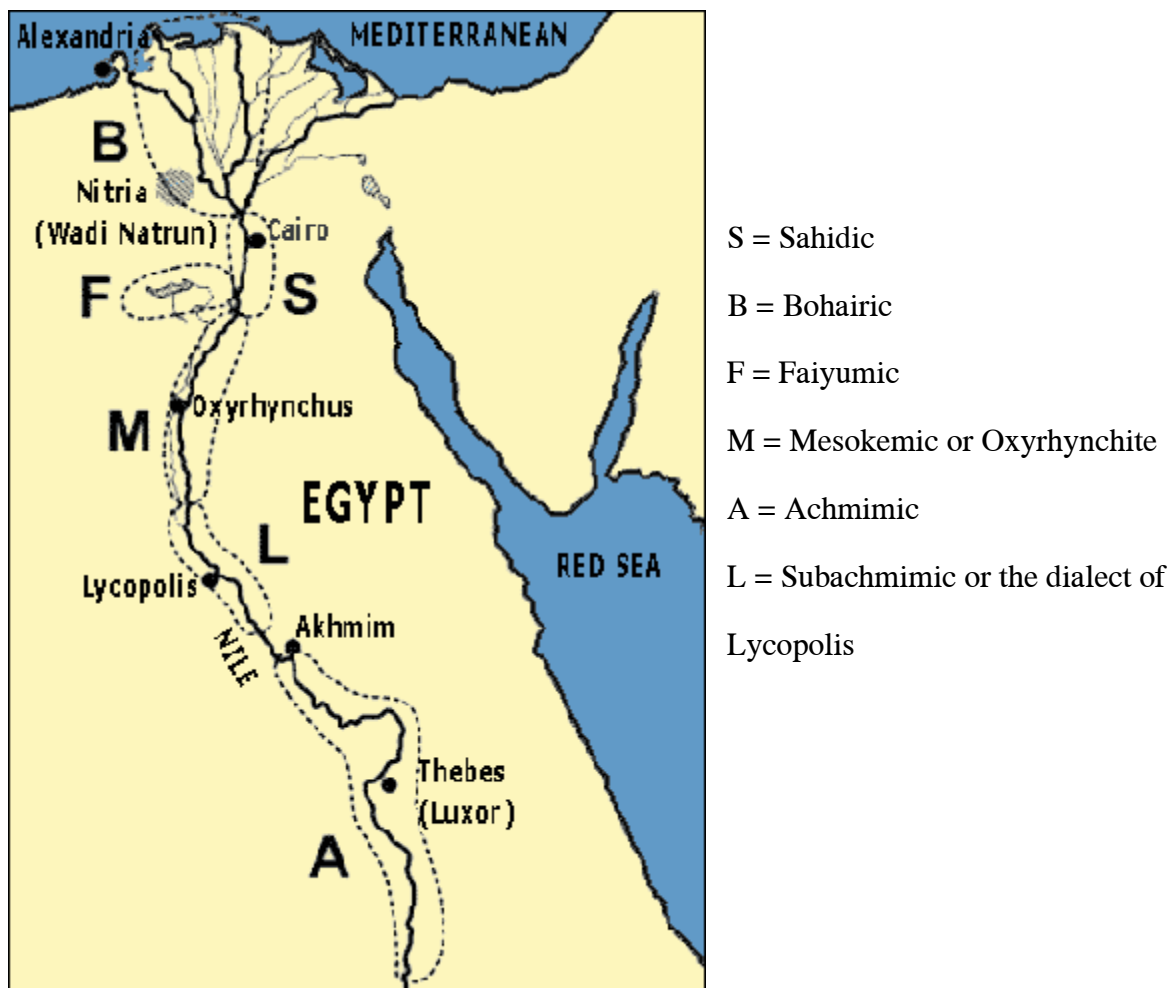 Alexandria
MEDITERRANEAN
B
Nitria
(Wadi Natrun)
Cairo
F
S
Oxyrhynchus
M
EGYPT
L
RED SEA
Lycopolis
Akhmim
NILE
Thebes
(Luxor)
A
S = Sahidic
B = Bohairic
F = Faiyumic
M = Mesokemic or Oxyrhynchite
A = Achmimic
L = Subachmimic or the dialect of
Lycopolis